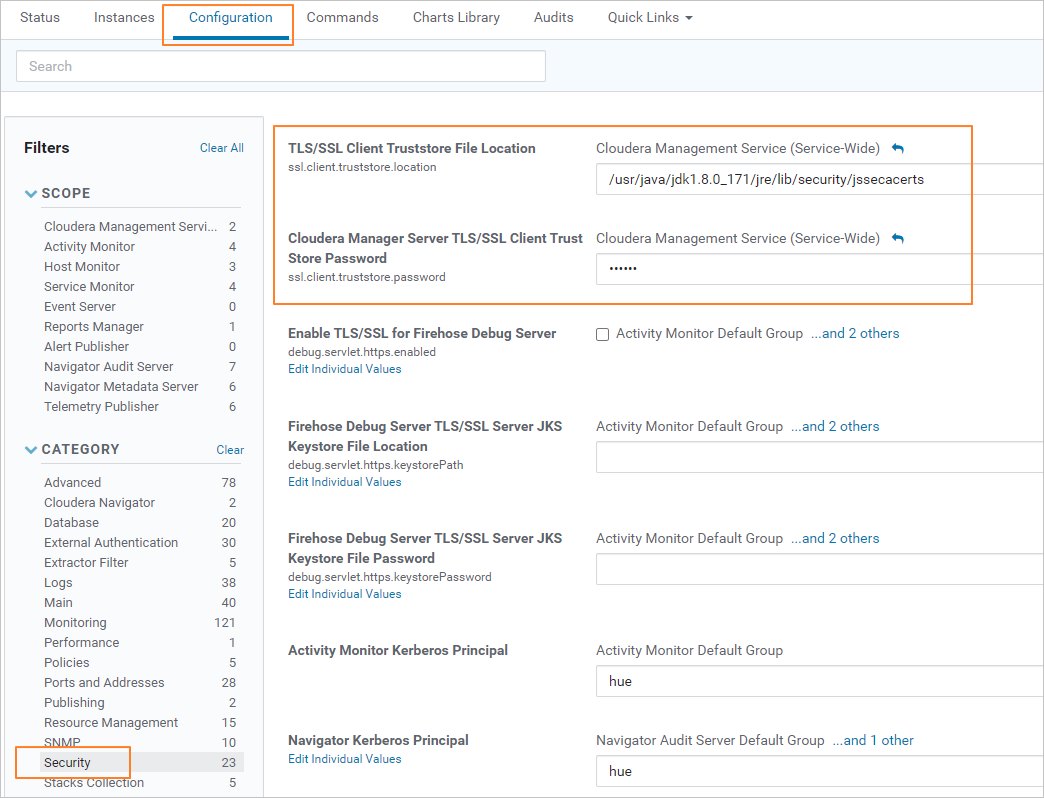 Status Instances Configuration Commands Charts Library Audits Quick Links
Search
Filters Clear All
SCOPE
Cloudera Management Servi... 2
Activity Monitor 4
Host Monitor 3
Service Monitor 4
Event Server 0
Reports Manager 1
Alert Publisher 0
Navigator Audit Server 7
Navigator Metadata Server 6
Telemetry Publisher 6
CATEGORY Clear
Advanced 78
Cloudera Navigator 2
Database 20
External Authentication 30
Extractor Filter 5
Logs 38
Main 40
Monitoring 121
Performance 1
Policies 5
Ports and Addresses 28
Publishing 2
Resource Management 15
SNMP 10
Security 23
Stacks Collection 5
TLS/SSL Client Truststore File Location
ssl.client.truststore.location
Cloudera Management Service (Service-Wide)
/usr/java/jdk1.8.0_171/jre/lib/security/jssecacerts
Cloudera Manager Server TLS/SSL Client Trust
Store Password
ssl.client.truststore.password
Cloudera Management Service (Service-Wide)
••••••
Enable TLS/SSL for Firehose Debug Server
debug.servlet.https.enabled
Edit Individual Values
Activity Monitor Default Group ...and 2 others
Firehose Debug Server TLS/SSL Server JKS
Keystore File Location
debug.servlet.https.keystorePath
Edit Individual Values
Activity Monitor Default Group ...and 2 others
Firehose Debug Server TLS/SSL Server JKS
Keystore File Password
debug.servlet.https.keystorePassword
Edit Individual Values
Activity Monitor Default Group ...and 2 others
Activity Monitor Kerberos Principal
Activity Monitor Default Group
hue
Navigator Kerberos Principal
Edit Individual Values
Navigator Audit Server Default Group ...and 1 other
hue